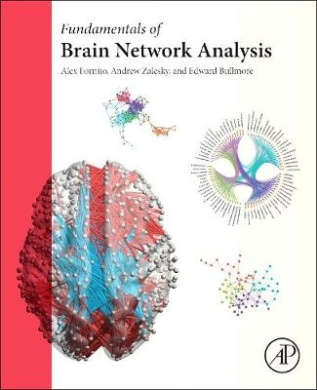 Fundamentals of
Brain Network Analysis
Alex Fornito, Andrew Zalesky, and Edward Bullmore
AP